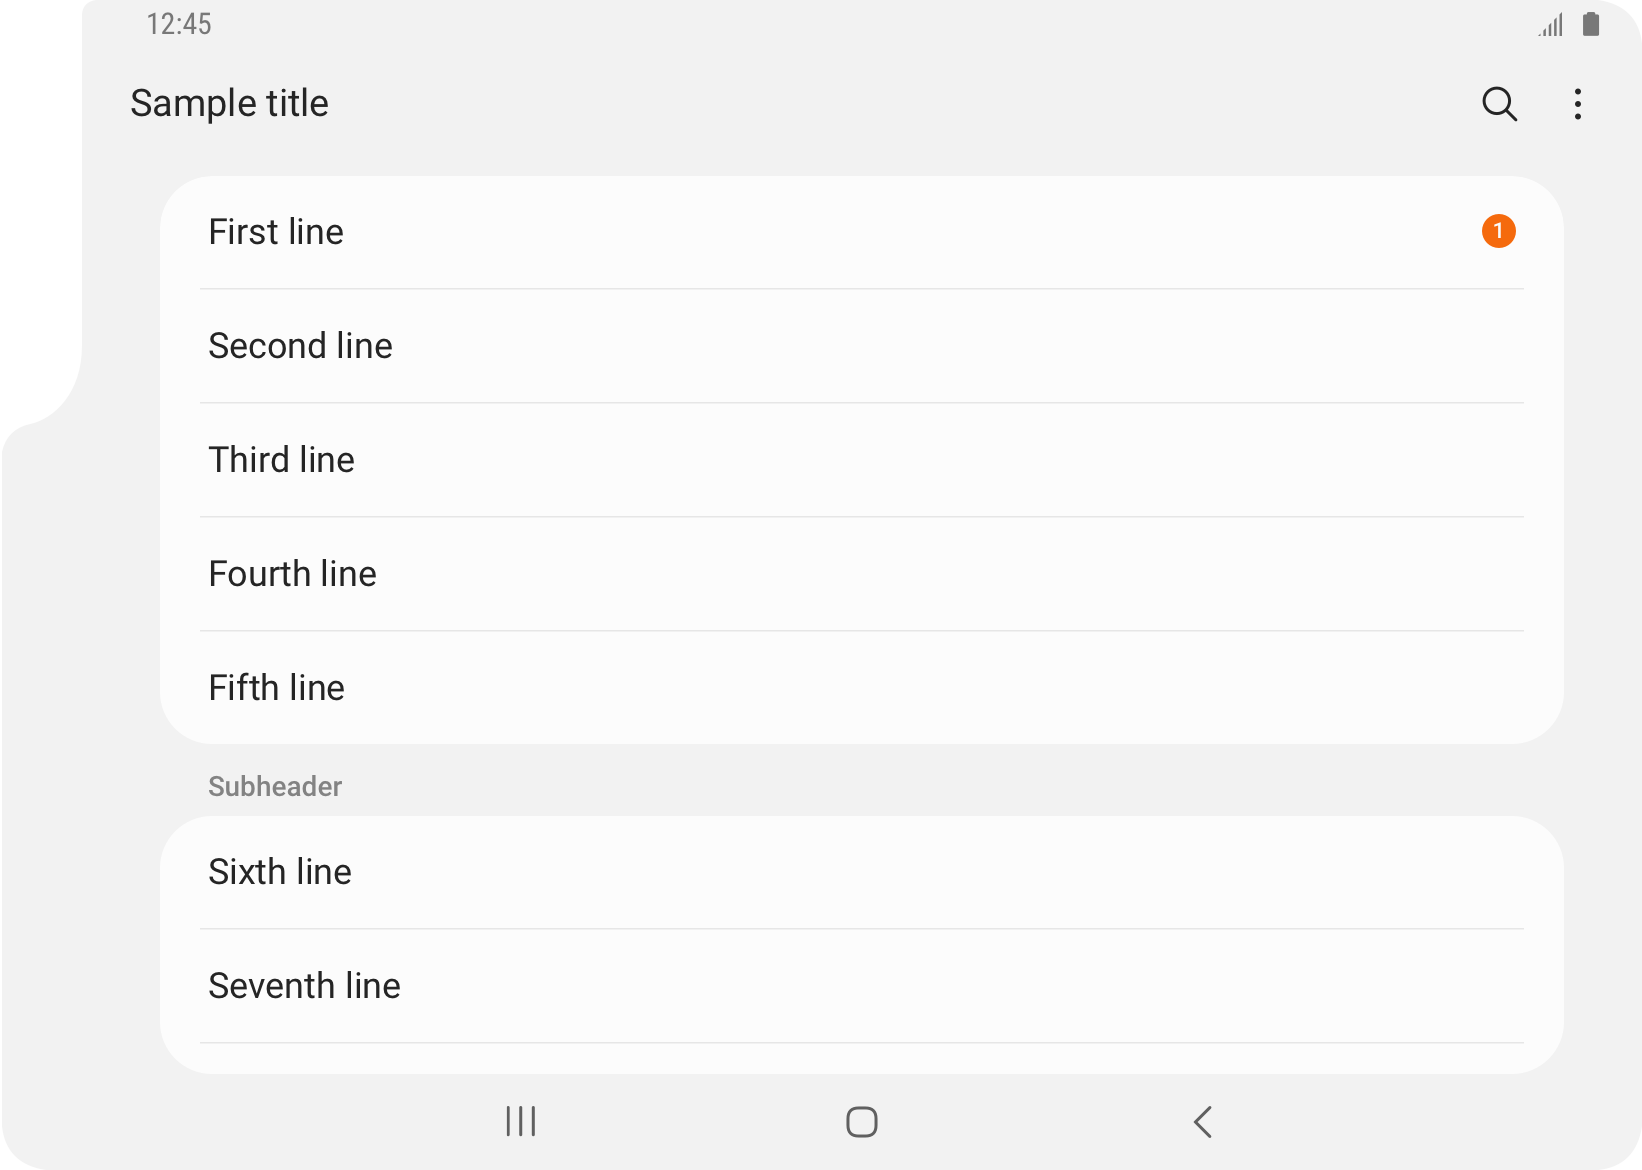 12:45
Sample title
First line
1
Second line
Third line
Fourth line
Fifth line
Subheader
Sixth line
Seventh line